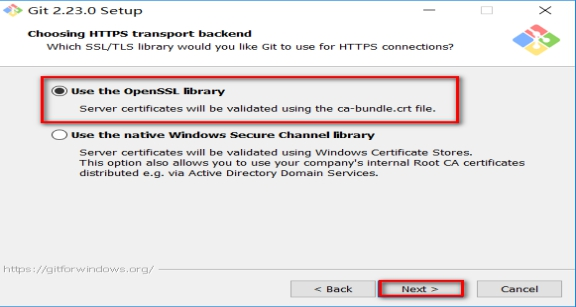 Git 2.23.0 Setup
Choosing HTTPS transport backend
Which SSL/TLS library would you like Git to use for HTTPS connections?
Use the OpenSSL library
Server certificates will be validated using the ca-bundle.crt file.
Use the native Windows Secure Channel library
Server certificates will be validated using Windows Certificate Stores.
This option also allows you to use your company's internal Root CA certificates
distributed e.g. via Active Directory Domain Services.
https://gitforwindows.org/
< Back Next > Cancel